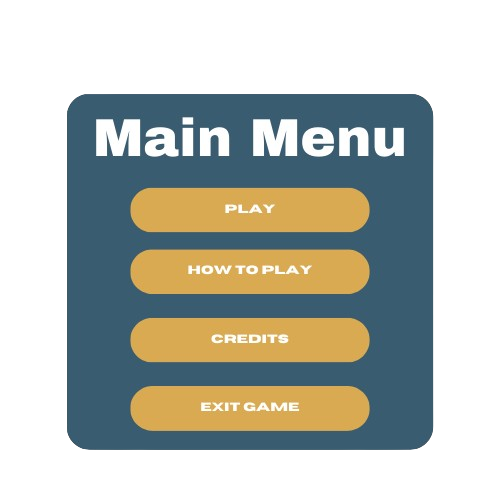 Main Menu
PLAY
HOW TO PLAY
CREDITS
EXIT GAME